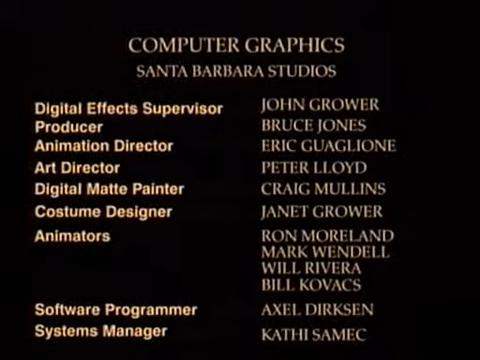 COMPUTER GRAPHICS
SANTA BARBARA STUDIOS
Digital Effects Supervisor JOHN GROWER
Producer BRUCE JONES
Animation Director ERIC GUAGLIONE
Art Director PETER LLOYD
Digital Matte Painter CRAIG MULLINS
Costume Designer JANET GROWER
Animators RON MORELAND
MARK WENDELL
WILL RIVERA
BILL KOVACS
Software Programmer AXEL DIRKSEN
Systems Manager KATHI SAMEC